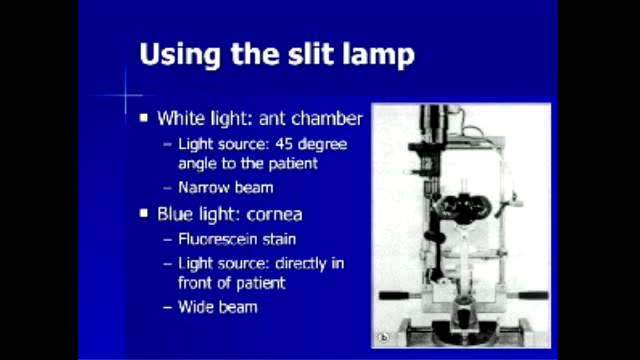 Using the slit lamp
White light: ant chamber
– Light source: 45 degree
angle to the patient
– Narrow beam
Blue light: cornea
– Fluorescein stain
– Light source: directly in
front of patient
– Wide beam
b